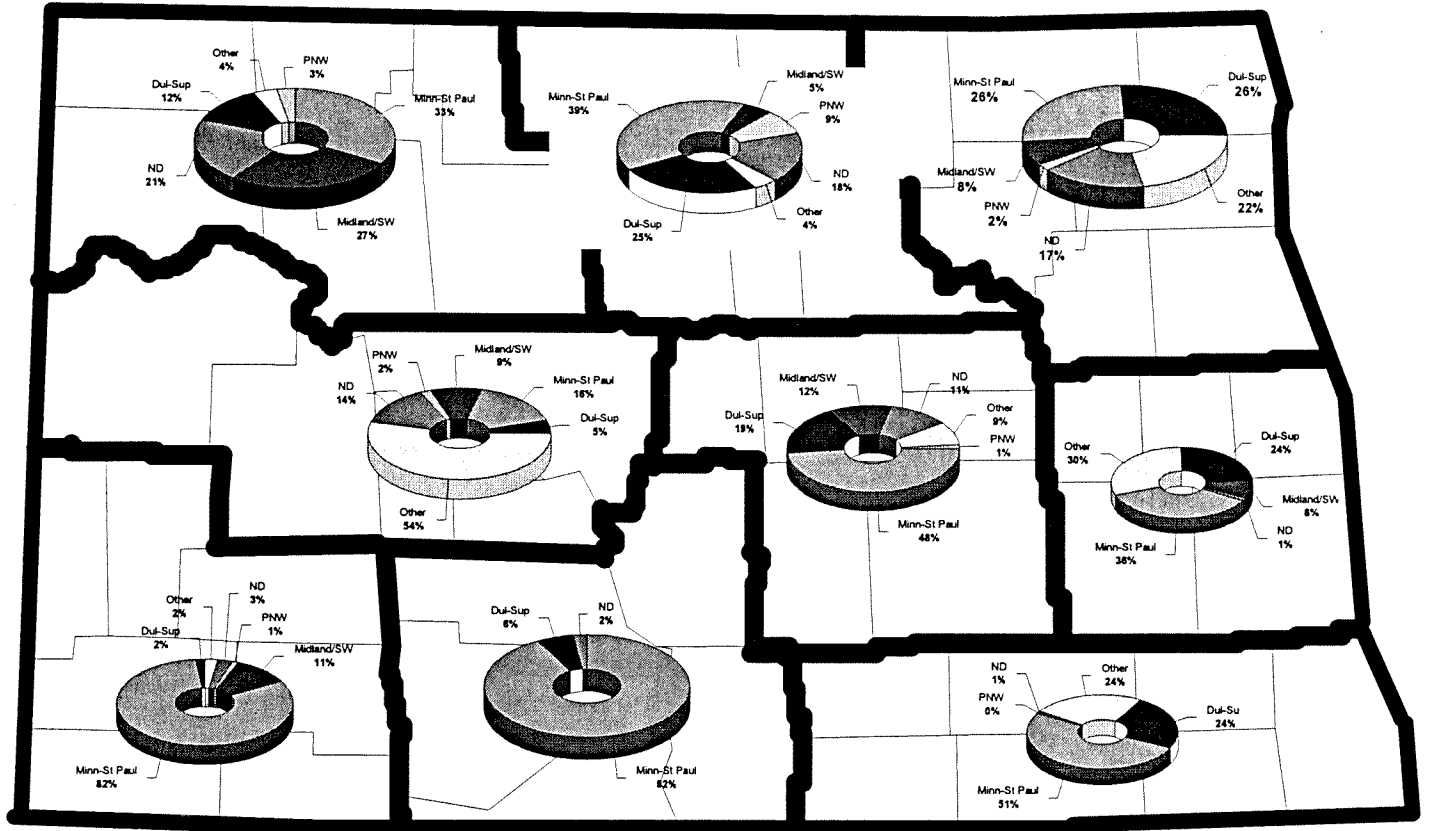 Other
4%
PNW
3%
Dul-Sup
12%
Minn-St Paul
33%
ND
21%
Midland/SW
27%
Minn-St Paul
39%
Midland/SW
5%
PNW
9%
ND
18%
Other
4%
Dul-Sup
25%
Minn-St Paul
26%
Dul-Sup
26%
Midland/SW
8%
PNW
2%
ND
17%
Other
22%
PNW
2%
Midland/SW
9%
ND
14%
Minn-St Paul
16%
Dul-Sup
5%
Other
54%
Midland/SW
12%
ND
11%
Dul-Sup
19%
Other
9%
PNW
1%
Minn-St Paul
48%
Other
30%
Dul-Sup
24%
Midland/SW
8%
ND
1%
Minn-St Paul
36%
Other
2%
ND
3%
PNW
1%
Dul-Sup
2%
Midland/SW
11%
Minn-St Paul
82%
Dul-Sup
6%
ND
2%
Minn-St Paul
82%
ND
1%
Other
24%
PNW
0%
Dul-Su
24%
Minn-St Paul
51%